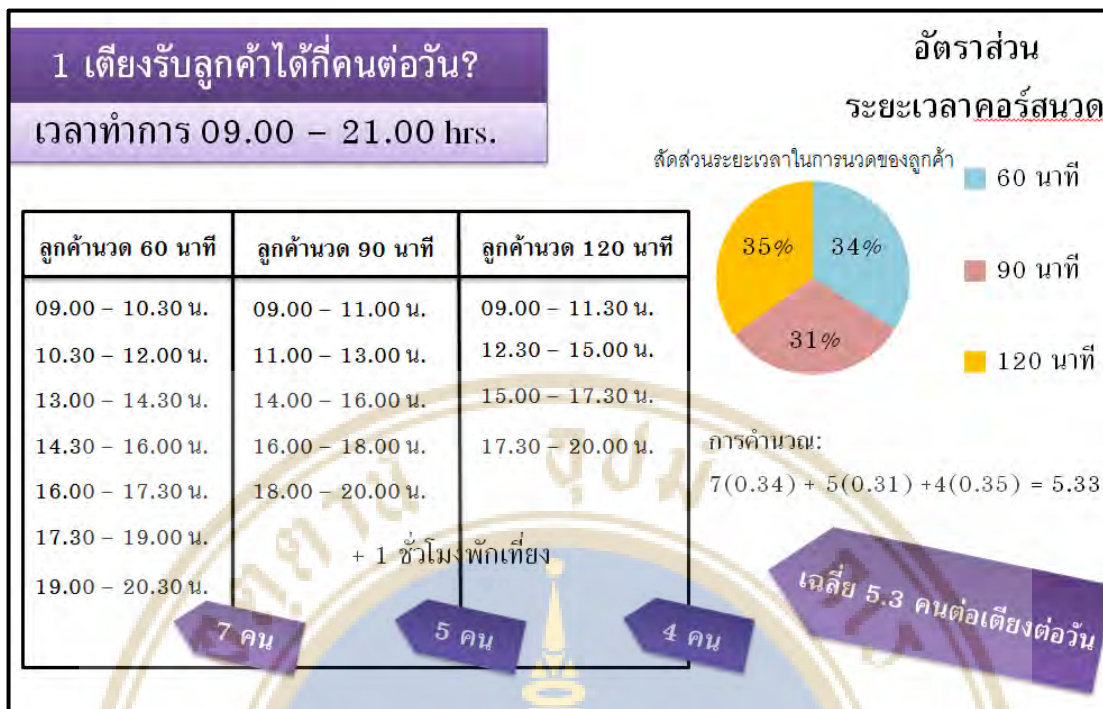 1 เตียงรับลูกค้าได้กี่คนต่อวัน?
เวลาทำการ 09.00 – 21.00 hrs.
อัตราส่วน
ระยะเวลาคอร์สนวด
สัดส่วนระยะเวลาในการนวดของลูกค้า
35%
34%
31%
60 นาที
90 นาที
120 นาที
ลูกค้านวด 60 นาที
09.00 – 10.30 น.
10.30 – 12.00 น.
13.00 – 14.30 น.
14.30 – 16.00 น.
16.00 – 17.30 น.
17.30 – 19.00 น.
19.00 – 20.30 น.
7 คน
ลูกค้านวด 90 นาที
09.00 – 11.00 น.
11.00 – 13.00 น.
14.00 – 16.00 น.
16.00 – 18.00 น.
18.00 – 20.00 น.
5 คน
ลูกค้านวด 120 นาที
09.00 – 11.30 น.
12.30 – 15.00 น.
15.00 – 17.30 น.
17.30 – 20.00 น.
4 คน
+ 1 ชั่วโมงพักเที่ยง
การคำนวณ:
7(0.34) + 5(0.31) +4(0.35) = 5.33
เฉลี่ย 5.3 คนต่อเตียงต่อวัน